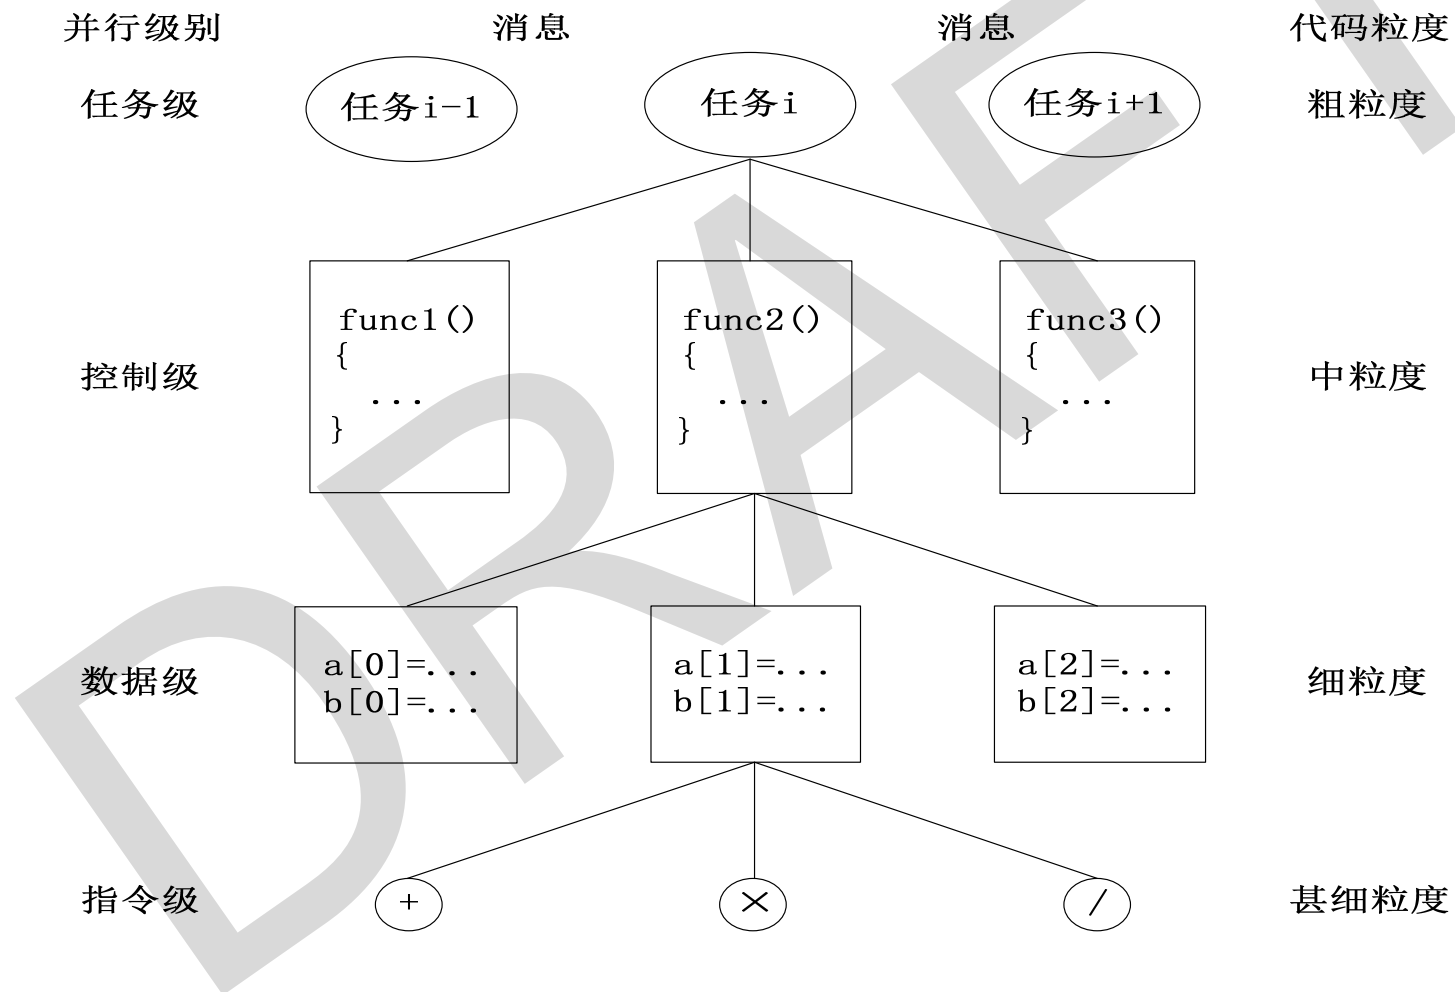 并行级别 消息 消息 代码粒度
任务级 任务i-1 任务i 任务i+1 粗粒度
func1() func2() func3()
{ { {
控制级 中粒度
... ... ...
} } }
a[0]=... a[1]=... a[2]=...
数据级 细粒度
b[0]=... b[1]=... b[2]=...
指令级 + × / 甚细粒度
DRAFT